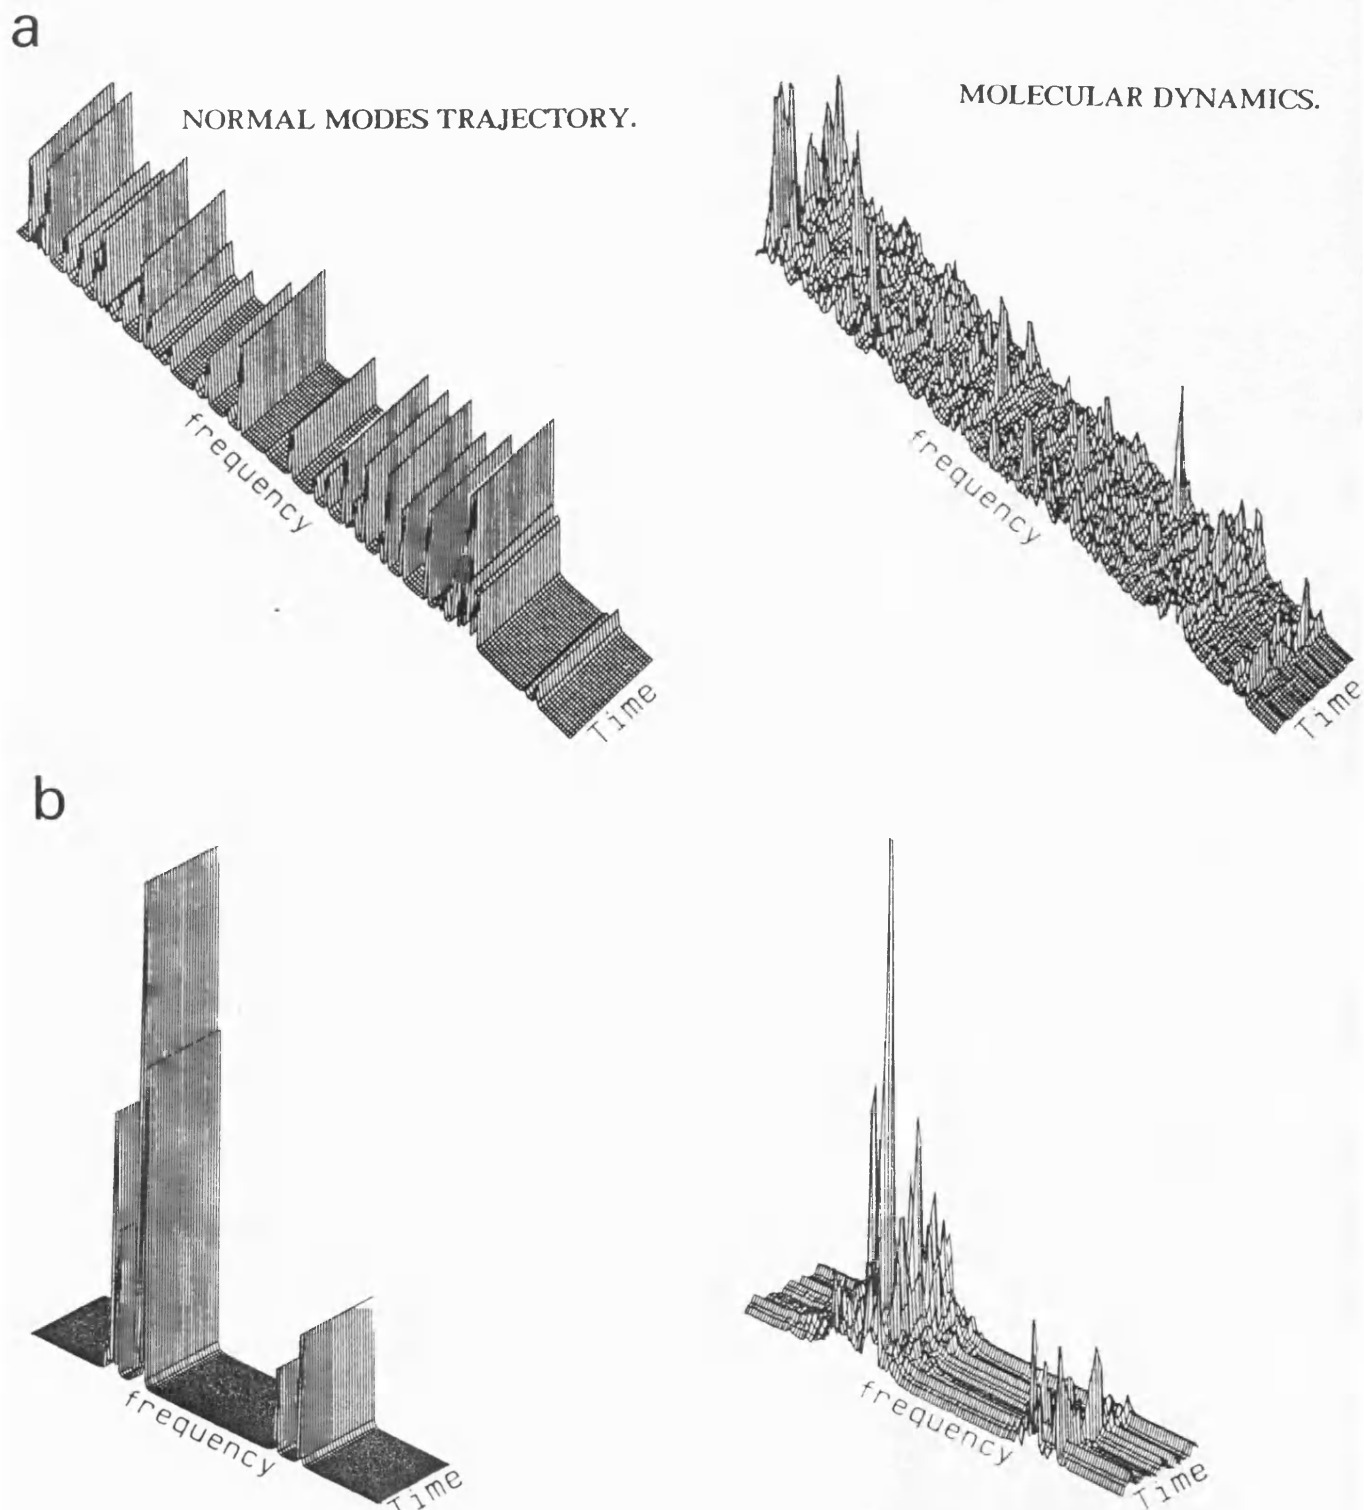 a
NORMAL MODES TRAJECTORY.
MOLECULAR DYNAMICS.
frequency
Time
frequency
Time
b
frequency
Time
frequency
Time